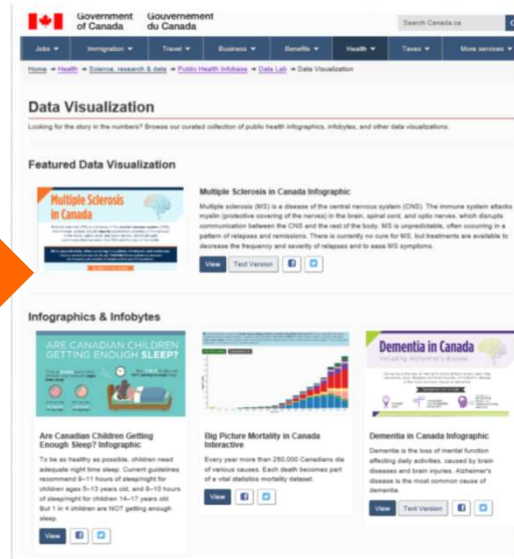 Government
of Canada
Gouvernement
du Canada
Search Canada.ca
Jobs
Immigration
Travel
Business
Benefits
Health
Taxes
More services
Home → Health → Science, research & data → Public Health Infobase → Data Lab → Data Visualization
Data Visualization
Looking for the story in the numbers? Browse our curated collection of public health infographics, infobytes, and other data visualizations.
Featured Data Visualization
Multiple Sclerosis
in Canada
Multiple Sclerosis in Canada Infographic
Multiple sclerosis (MS) is a disease of the central nervous system (CNS). The immune system attacks
myelin (protective covering of the nerves) in the brain, spinal cord, and optic nerves, which disrupts
communication between the CNS and the rest of the body. MS is unpredictable, often occurring in a
pattern of relapses and remissions. There is currently no cure for MS, but treatments are available to
decrease the frequency and severity of relapses and to ease MS symptoms.
View
Text Version
Infographics & Infobytes
ARE CANADIAN CHILDREN
GETTING ENOUGH SLEEP?
Are Canadian Children Getting
Enough Sleep? Infographic
To be as healthy as possible, children need
adequate night time sleep. Current guidelines
recommend 9–11 hours of sleep/night for
children ages 5–13 years old, and 8–10 hours
of sleep/night for children 14–17 years old.
But 1 in 4 children are NOT getting enough
sleep.
View
Big Picture Mortality in Canada
Interactive
Every year more than 260,000 Canadians die
of various causes. Each death becomes part
of a vital statistics mortality dataset.
View
Dementia in Canada
Including Alzheimer's disease
Dementia in Canada Infographic
Dementia is the loss of mental function
affecting daily activities, caused by brain
diseases and brain injuries. Alzheimer's
disease is the most common cause of
dementia.
View
Text Version